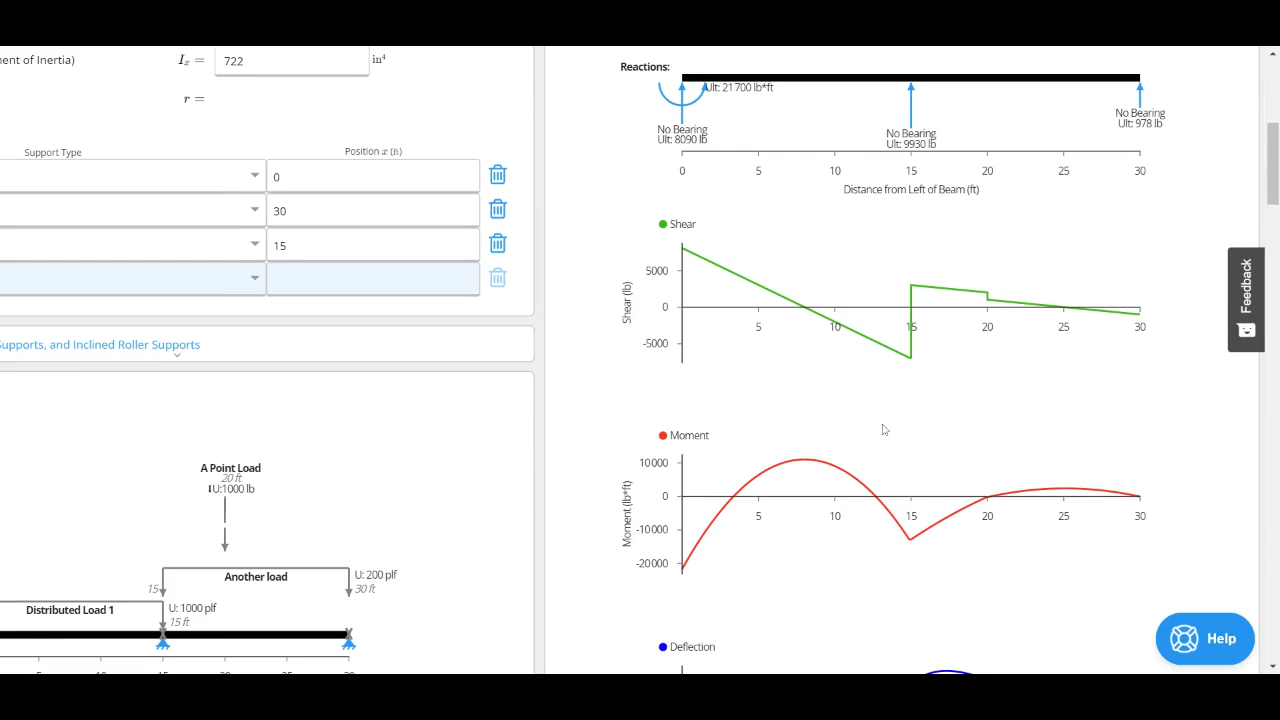 ent of Inertia)
Iₓ =
722
in⁴
r =
Support Type
Position x (ft)
0
30
15
Supports, and Inclined Roller Supports
A Point Load
20 ft
U:1000 lb
Another load
15
U: 200 plf
30 ft
Distributed Load 1
U: 1000 plf
15 ft
Reactions:
Ult: 21700 lb*ft
No Bearing
Ult: 8090 lb
No Bearing
Ult: 9930 lb
No Bearing
Ult: 978 lb
0 5 10 15 20 25 30
Distance from Left of Beam (ft)
Shear
5000
0
-5000
Shear (lb)
5 10 15 20 25 30
Moment
10000
0
-10000
-20000
Moment (lb*ft)
5 10 15 20 25 30
Deflection
Feedback
Help